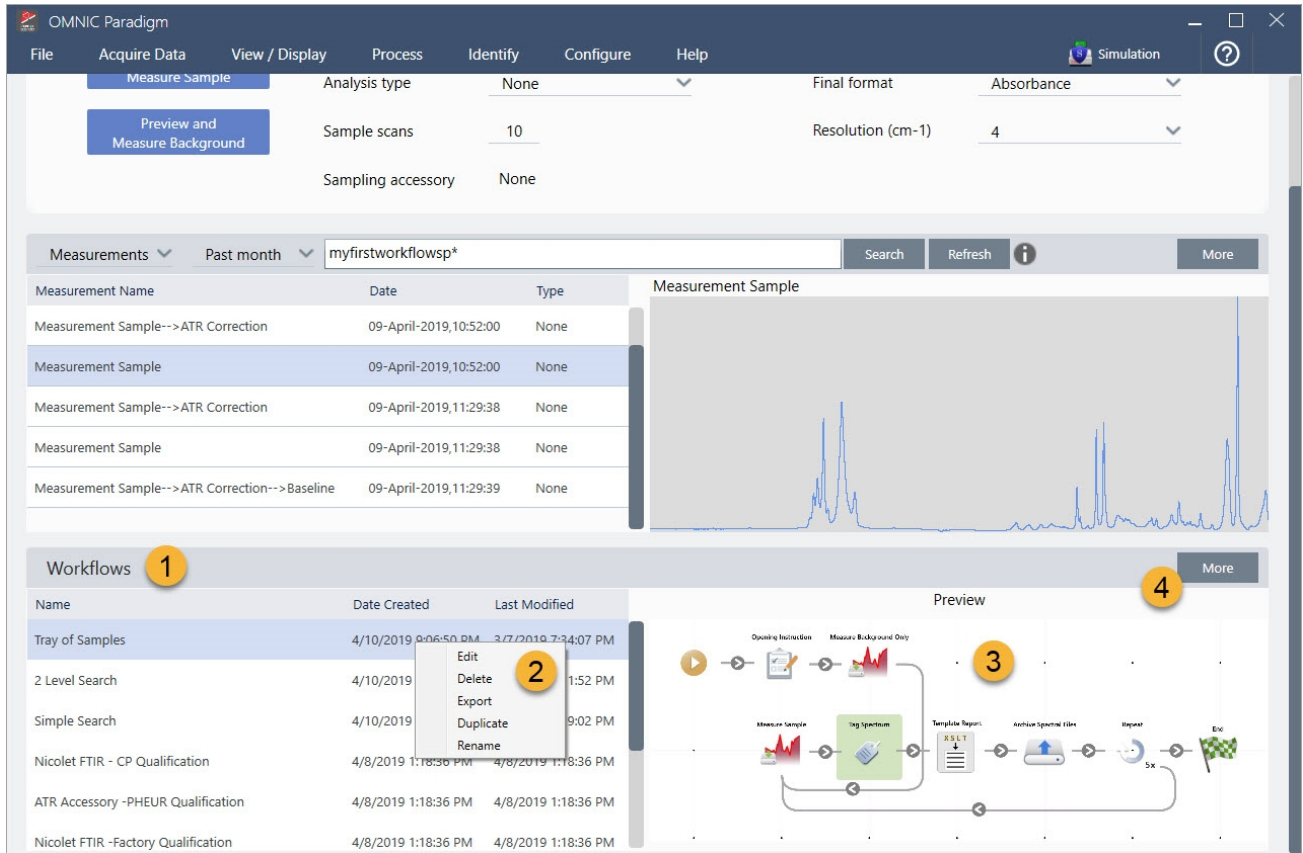 OMNIC Paradigm
File Acquire Data View / Display Process Identify Configure Help Simulation
Measure Sample Analysis type None Final format Absorbance
Preview and
Measure Background
Sample scans 10 Resolution (cm-1) 4
Sampling accessory None
Measurements Past month myfirstworkflowsp* Search Refresh More
Measurement Name Date Type
Measurement Sample-->ATR Correction 09-April-2019,10:52:00 None
Measurement Sample 09-April-2019,10:52:00 None
Measurement Sample-->ATR Correction 09-April-2019,11:29:38 None
Measurement Sample 09-April-2019,11:29:38 None
Measurement Sample-->ATR Correction-->Baseline 09-April-2019,11:29:39 None
Measurement Sample
Workflows 1 More
4
Name Date Created Last Modified
Tray of Samples 4/10/2019 9:06:50 PM 3/7/2019 7:34:07 PM
2 Level Search 4/10/2019 1:52 PM
Simple Search 4/10/2019 9:02 PM
Nicolet FTIR - CP Qualification 4/8/2019 1:18:36 PM 4/8/2019 1:18:36 PM
ATR Accessory -PHEUR Qualification 4/8/2019 1:18:36 PM 4/8/2019 1:18:36 PM
Nicolet FTIR -Factory Qualification 4/8/2019 1:18:36 PM 4/8/2019 1:18:36 PM
Edit
Delete
Export
Duplicate
Rename
2
Preview
Opening Instruction Measure Background Only
3
Measure Sample Tag Spectrum Template Report Archive Spectral Files Repeat End
XSLT
5x